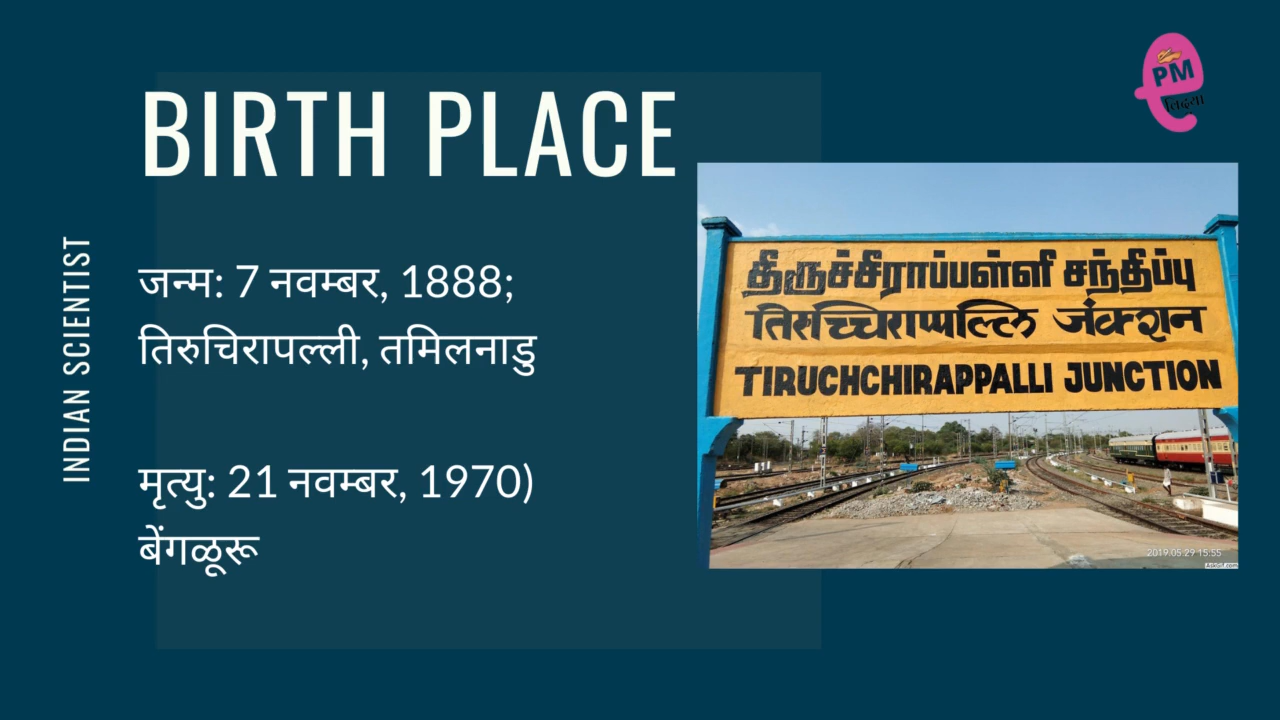 BIRTH PLACE
INDIAN SCIENTIST
जन्म: 7 नवम्बर, 1888;
तिरुचिरापल्ली, तमिलनाडु
मृत्यु: 21 नवम्बर, 1970)
बेंगळूरू
PM
திருச்சிராப்பள்ளி சந்திப்பு
तिरुच्चिराप्पल्लि जंक्शन
TIRUCHCHIRAPPALLI JUNCTION
2019.05.29 15:55